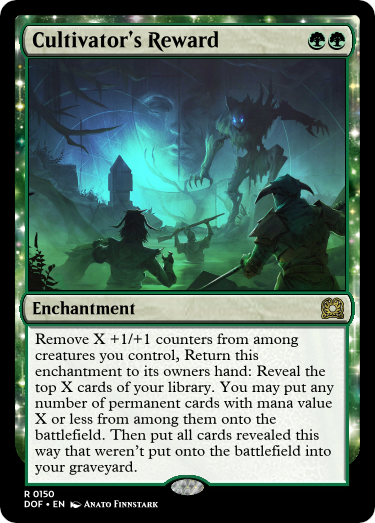 Cultivator's Reward
Enchantment
Remove X +1/+1 counters from among
creatures you control, Return this
enchantment to its owners hand: Reveal the
top X cards of your library. You may put any
number of permanent cards with mana value
X or less from among them onto the
battlefield. Then put all cards revealed this
way that weren't put onto the battlefield into
your graveyard.
R 0150
DOF • EN Anato Finnstark